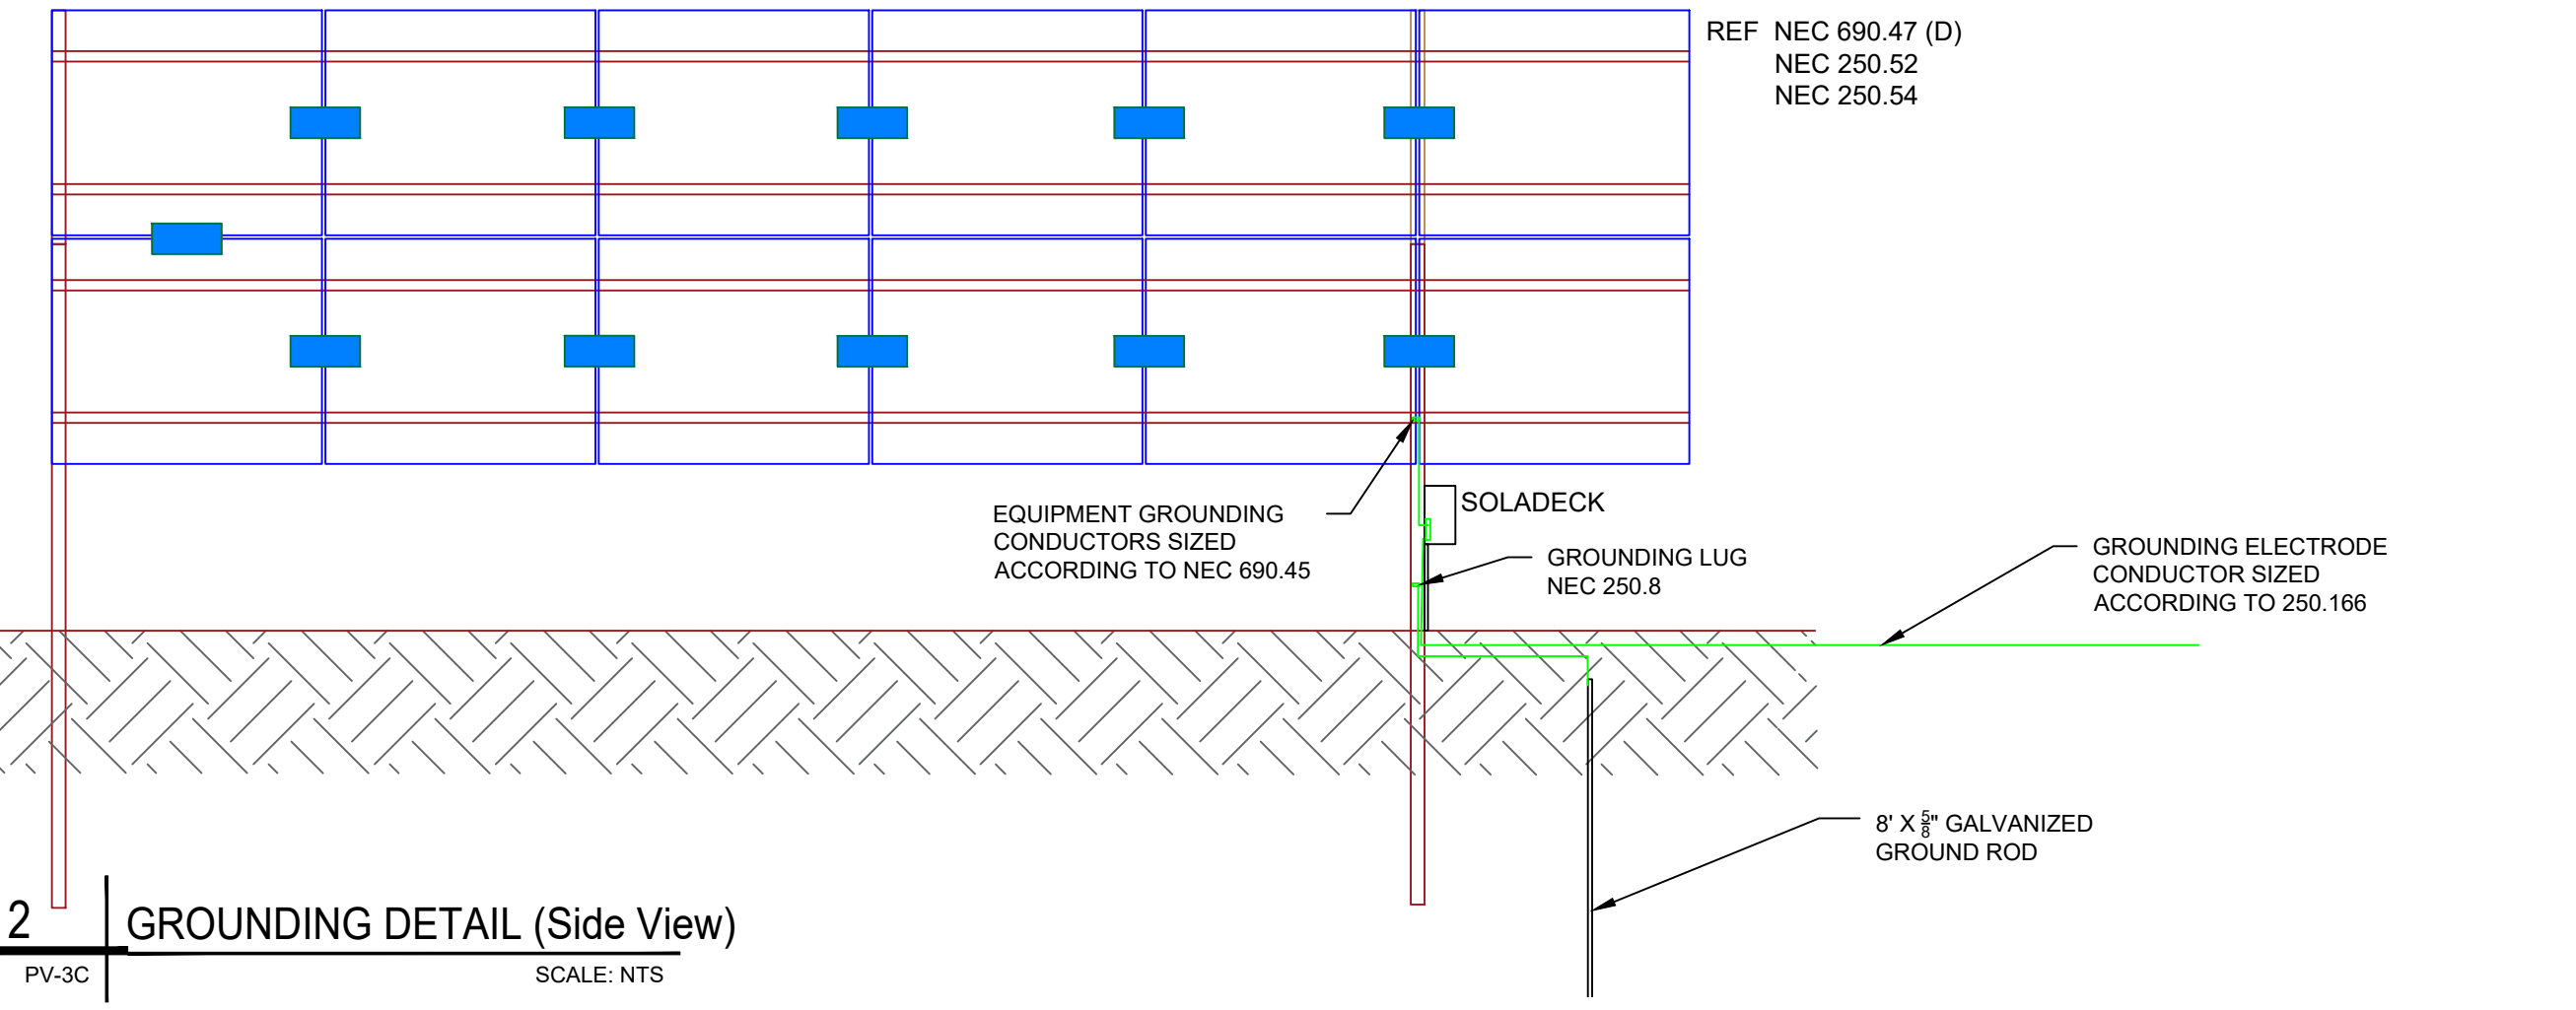 REF NEC 690.47 (D)
NEC 250.52
NEC 250.54
EQUIPMENT GROUNDING
CONDUCTORS SIZED
ACCORDING TO NEC 690.45
SOLADECK
GROUNDING LUG
NEC 250.8
GROUNDING ELECTRODE
CONDUCTOR SIZED
ACCORDING TO 250.166
8' X 5/8" GALVANIZED
GROUND ROD
2
GROUNDING DETAIL (Side View)
PV-3C
SCALE: NTS